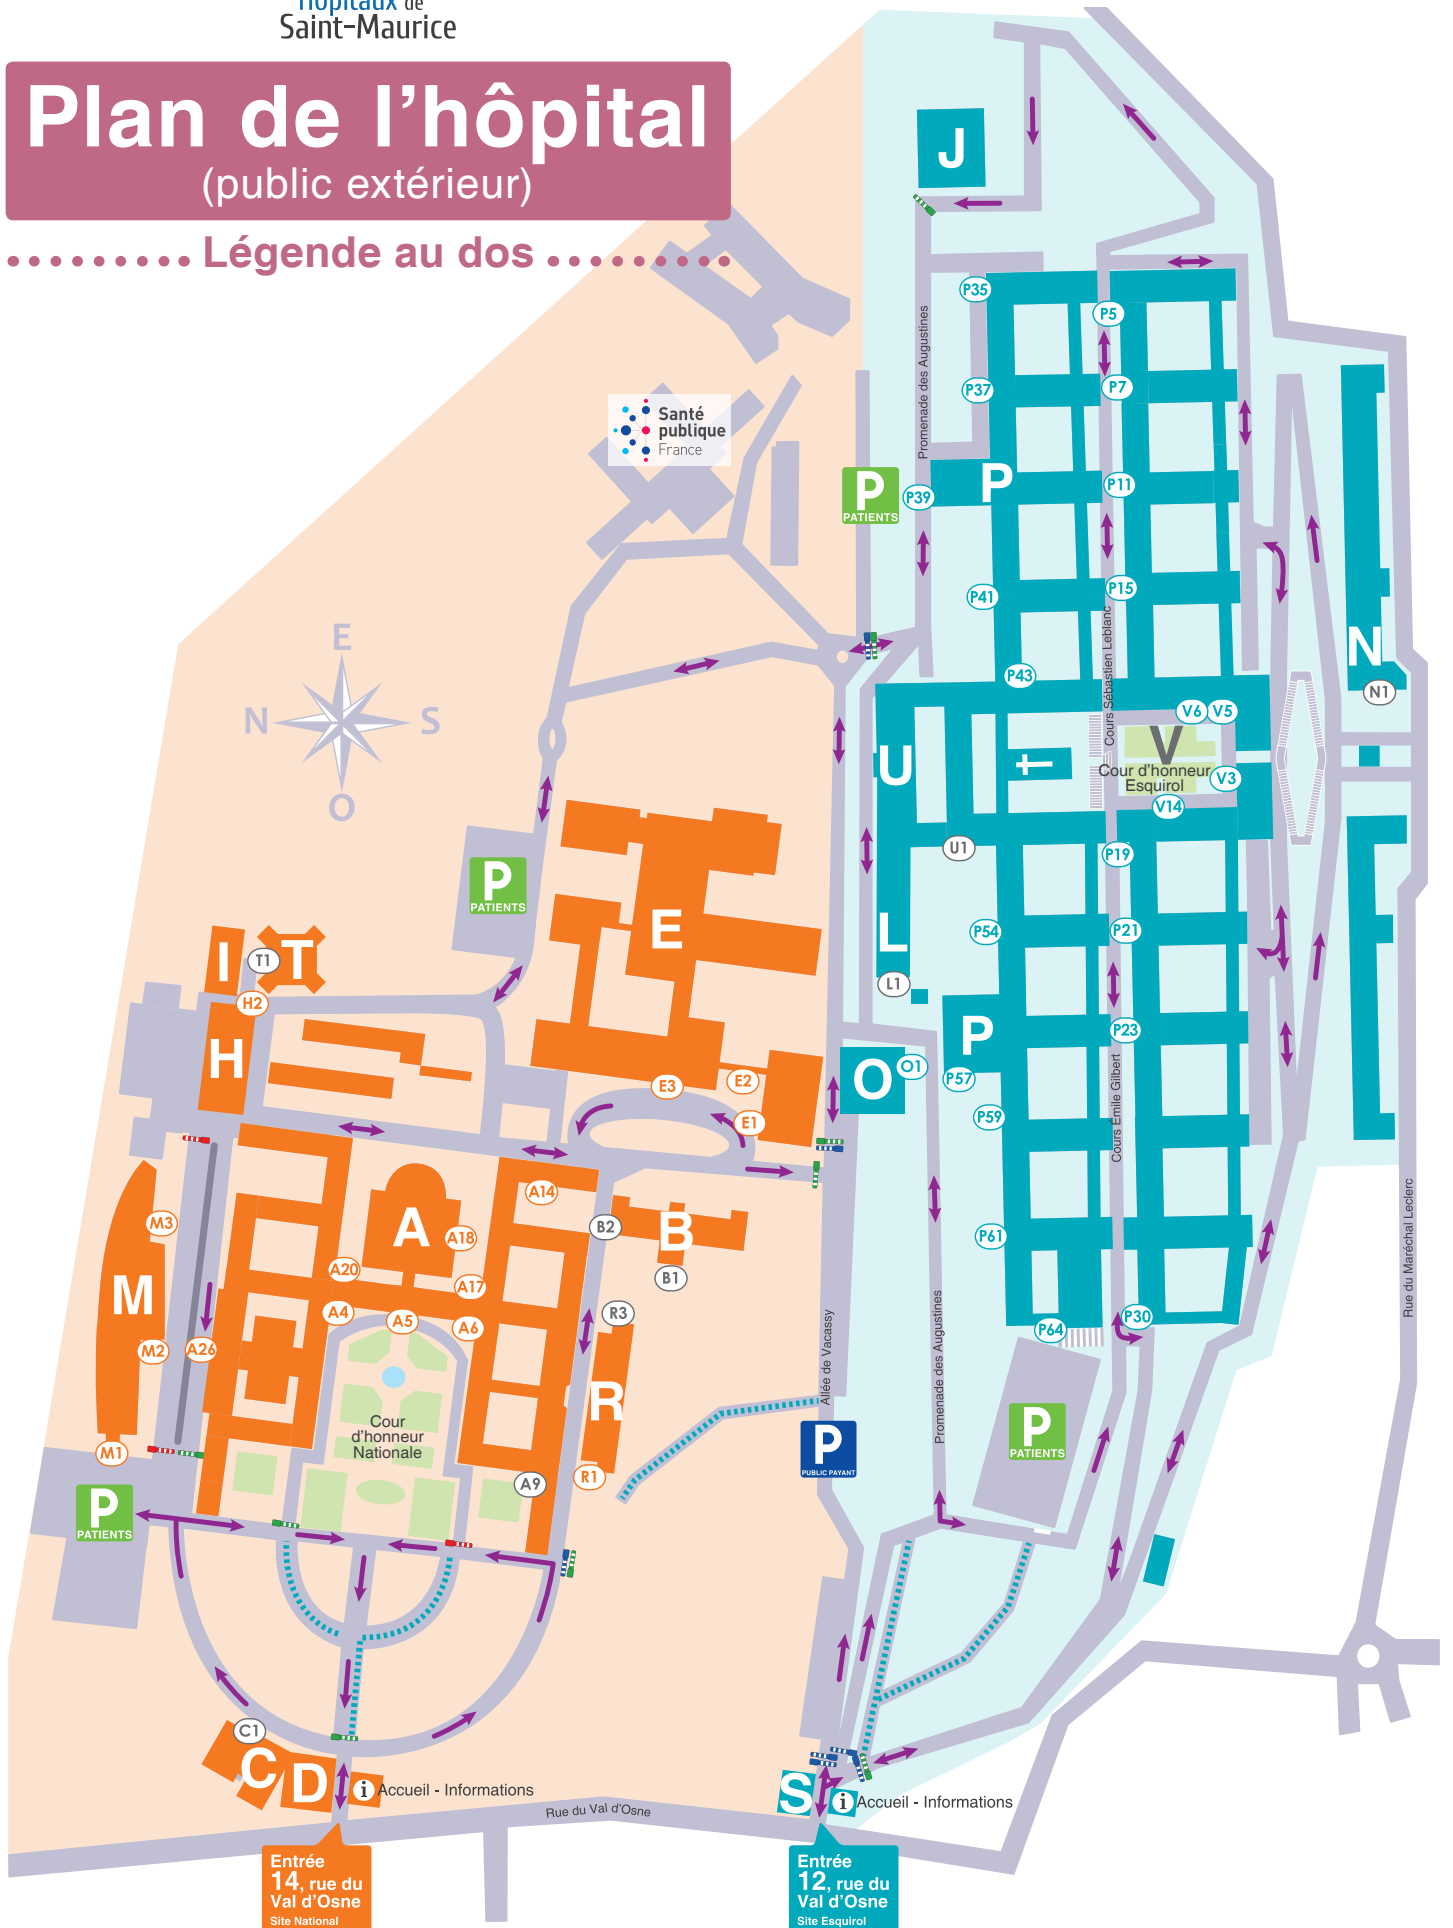 Hôpitaux de
Saint-Maurice
Plan de l'hôpital
(public extérieur)
Légende au dos
J
P35
P5
Promenade des Augustines
P37
P7
Santé
publique
France
P
PATIENTS
P39
P
P11
P41
P15
Cours Sébastien Leblanc
N
N1
E
N
S
O
P43
V6
V5
U
V
Cour d'honneur
Esquirol
V3
V14
U1
P19
P
PATIENTS
E
L
P54
P21
L1
I
T1
T
H2
H
P
P23
O
O1
P57
E3
E2
E1
P59
Cours Emile Gilbert
M3
A14
A
A18
B2
B
B1
P61
Rue du Maréchal Leclerc
M
A20
A17
A4
A5
A6
R3
M2
A26
Allée de Vacassy
Promenade des Augustines
P30
P64
R
Cour
d'honneur
Nationale
M1
A9
R1
P
PUBLIC PAYANT
P
PATIENTS
P
PATIENTS
C1
C
D
i
Accueil - Informations
S
i
Accueil - Informations
Rue du Val d'Osne
Entrée
14, rue du
Val d'Osne
Site National
Entrée
12, rue du
Val d'Osne
Site Esquirol